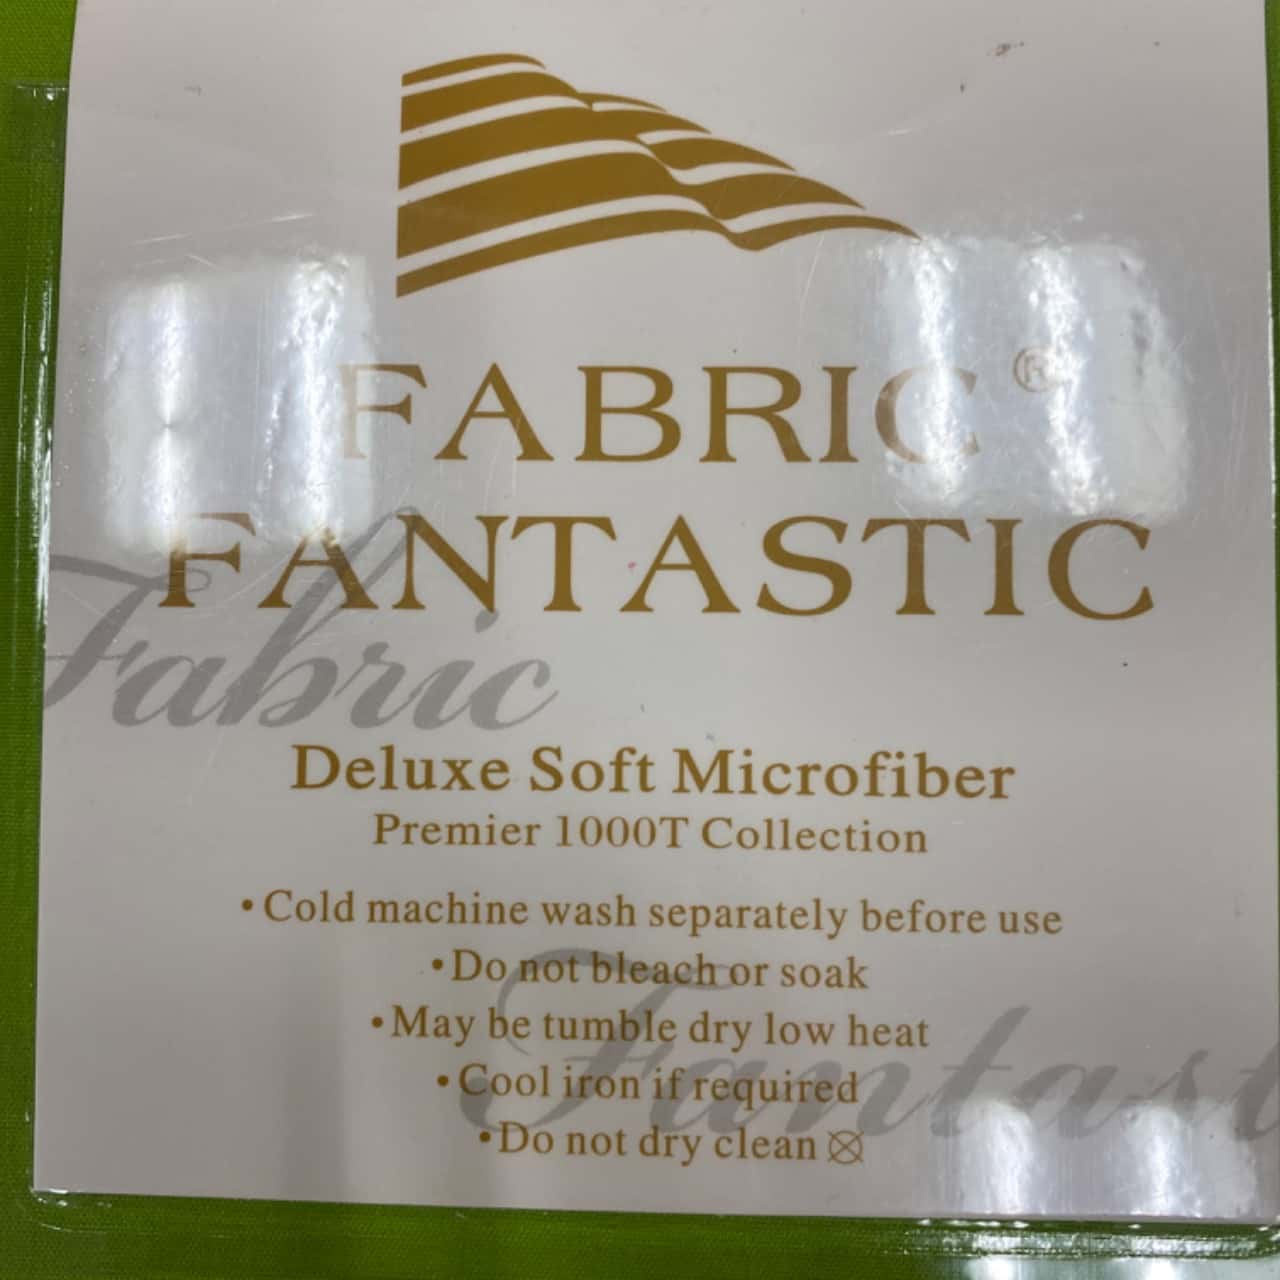 FABRIC ®
FANTASTIC
Fabric
Deluxe Soft Microfiber
Premier 1000T Collection
•Cold machine wash separately before use
•Do not bleach or soak
•May be tumble dry low heat
•Cool iron if required
•Do not dry clean
Fantast